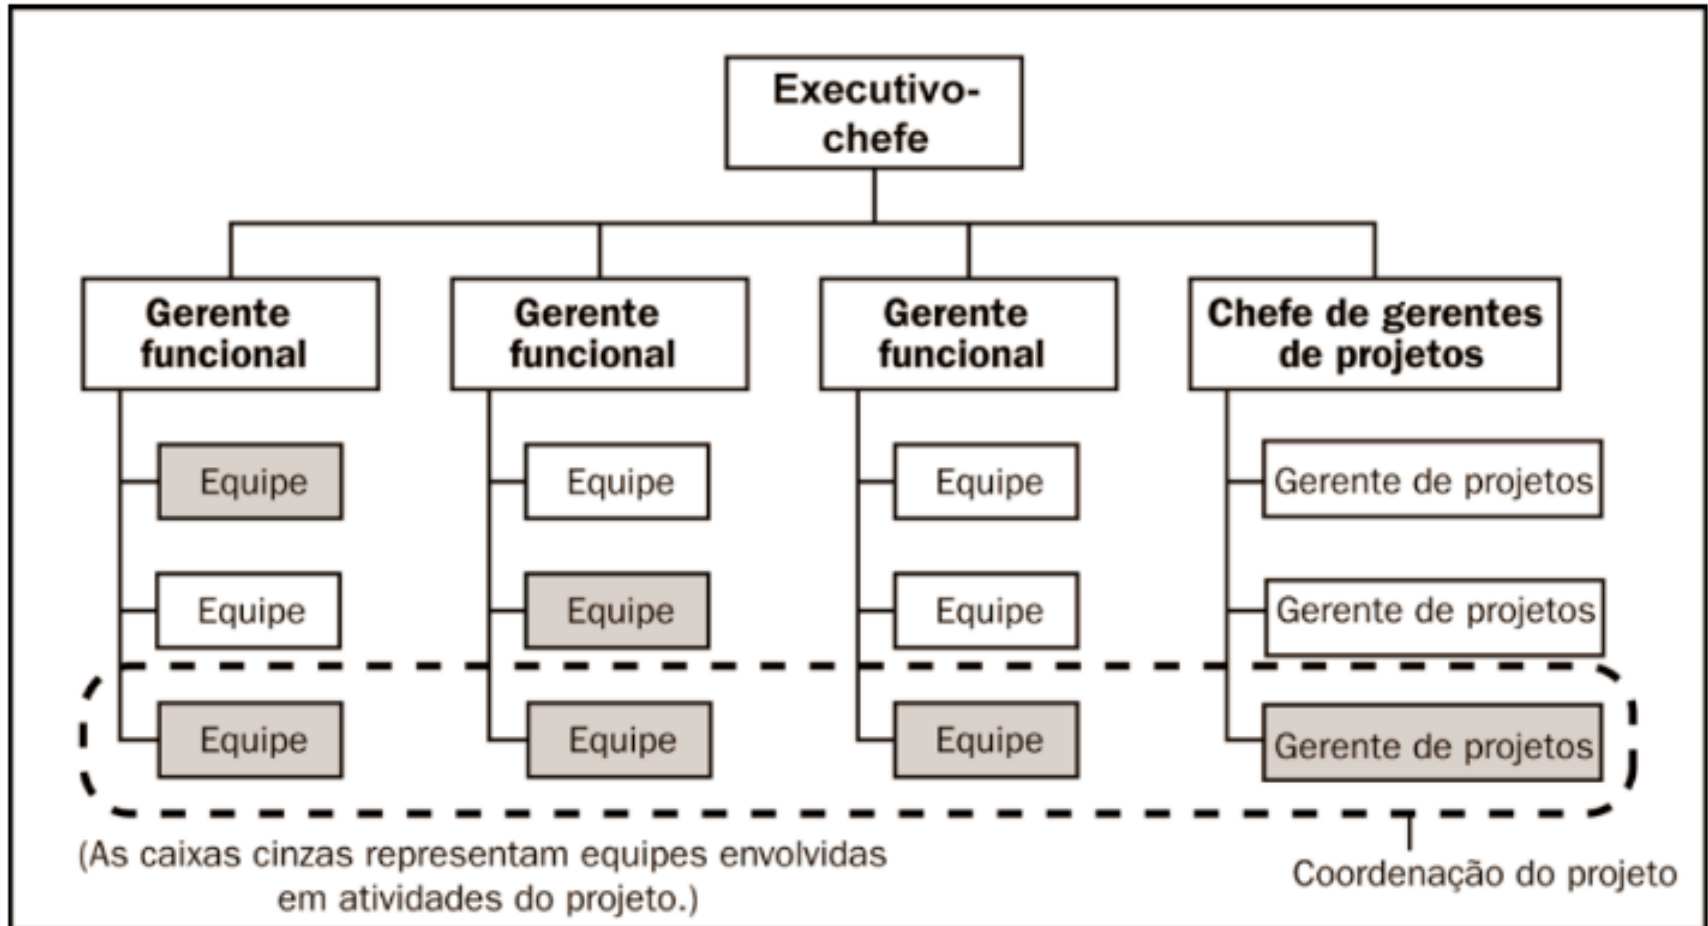 Executivo-
chefe
Gerente
funcional
Gerente
funcional
Gerente
funcional
Chefe de gerentes
de projetos
Equipe
Equipe
Equipe
Gerente de projetos
Equipe
Equipe
Equipe
Gerente de projetos
Equipe
Equipe
Equipe
Gerente de projetos
(As caixas cinzas representam equipes envolvidas
em atividades do projeto.)
Coordenação do projeto